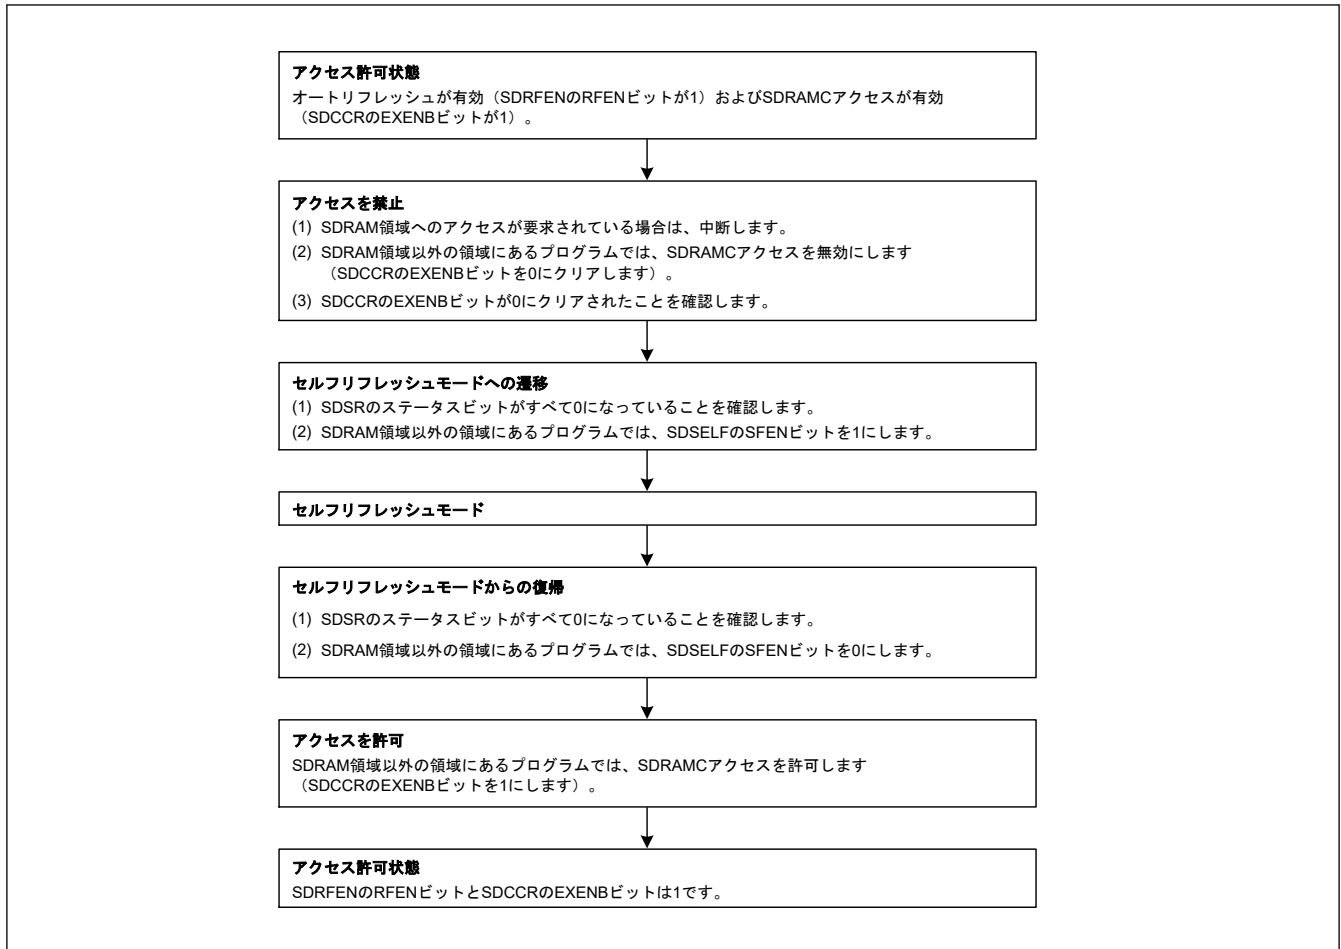 アクセス許可状態
オートリフレッシュが有効（SDRFENのRFENビットが1）およびSDRAMCアクセスが有効
（SDCCRのEXENBビットが1）。
アクセスを禁止
(1) SDRAM領域へのアクセスが要求されている場合は、中断します。
(2) SDRAM領域以外の領域にあるプログラムでは、SDRAMCアクセスを無効にします
（SDCCRのEXENBビットを0にクリアします）。
(3) SDCCRのEXENBビットが0にクリアされたことを確認します。
セルフリフレッシュモードへの遷移
(1) SDSRのステータスビットがすべて0になっていることを確認します。
(2) SDRAM領域以外の領域にあるプログラムでは、SDSELFのSFENビットを1にします。
セルフリフレッシュモード
セルフリフレッシュモードからの復帰
(1) SDSRのステータスビットがすべて0になっていることを確認します。
(2) SDRAM領域以外の領域にあるプログラムでは、SDSELFのSFENビットを0にします。
アクセスを許可
SDRAM領域以外の領域にあるプログラムでは、SDRAMCアクセスを許可します
（SDCCRのEXENBビットを1にします）。
アクセス許可状態
SDRFENのRFENビットとSDCCRのEXENBビットは1です。